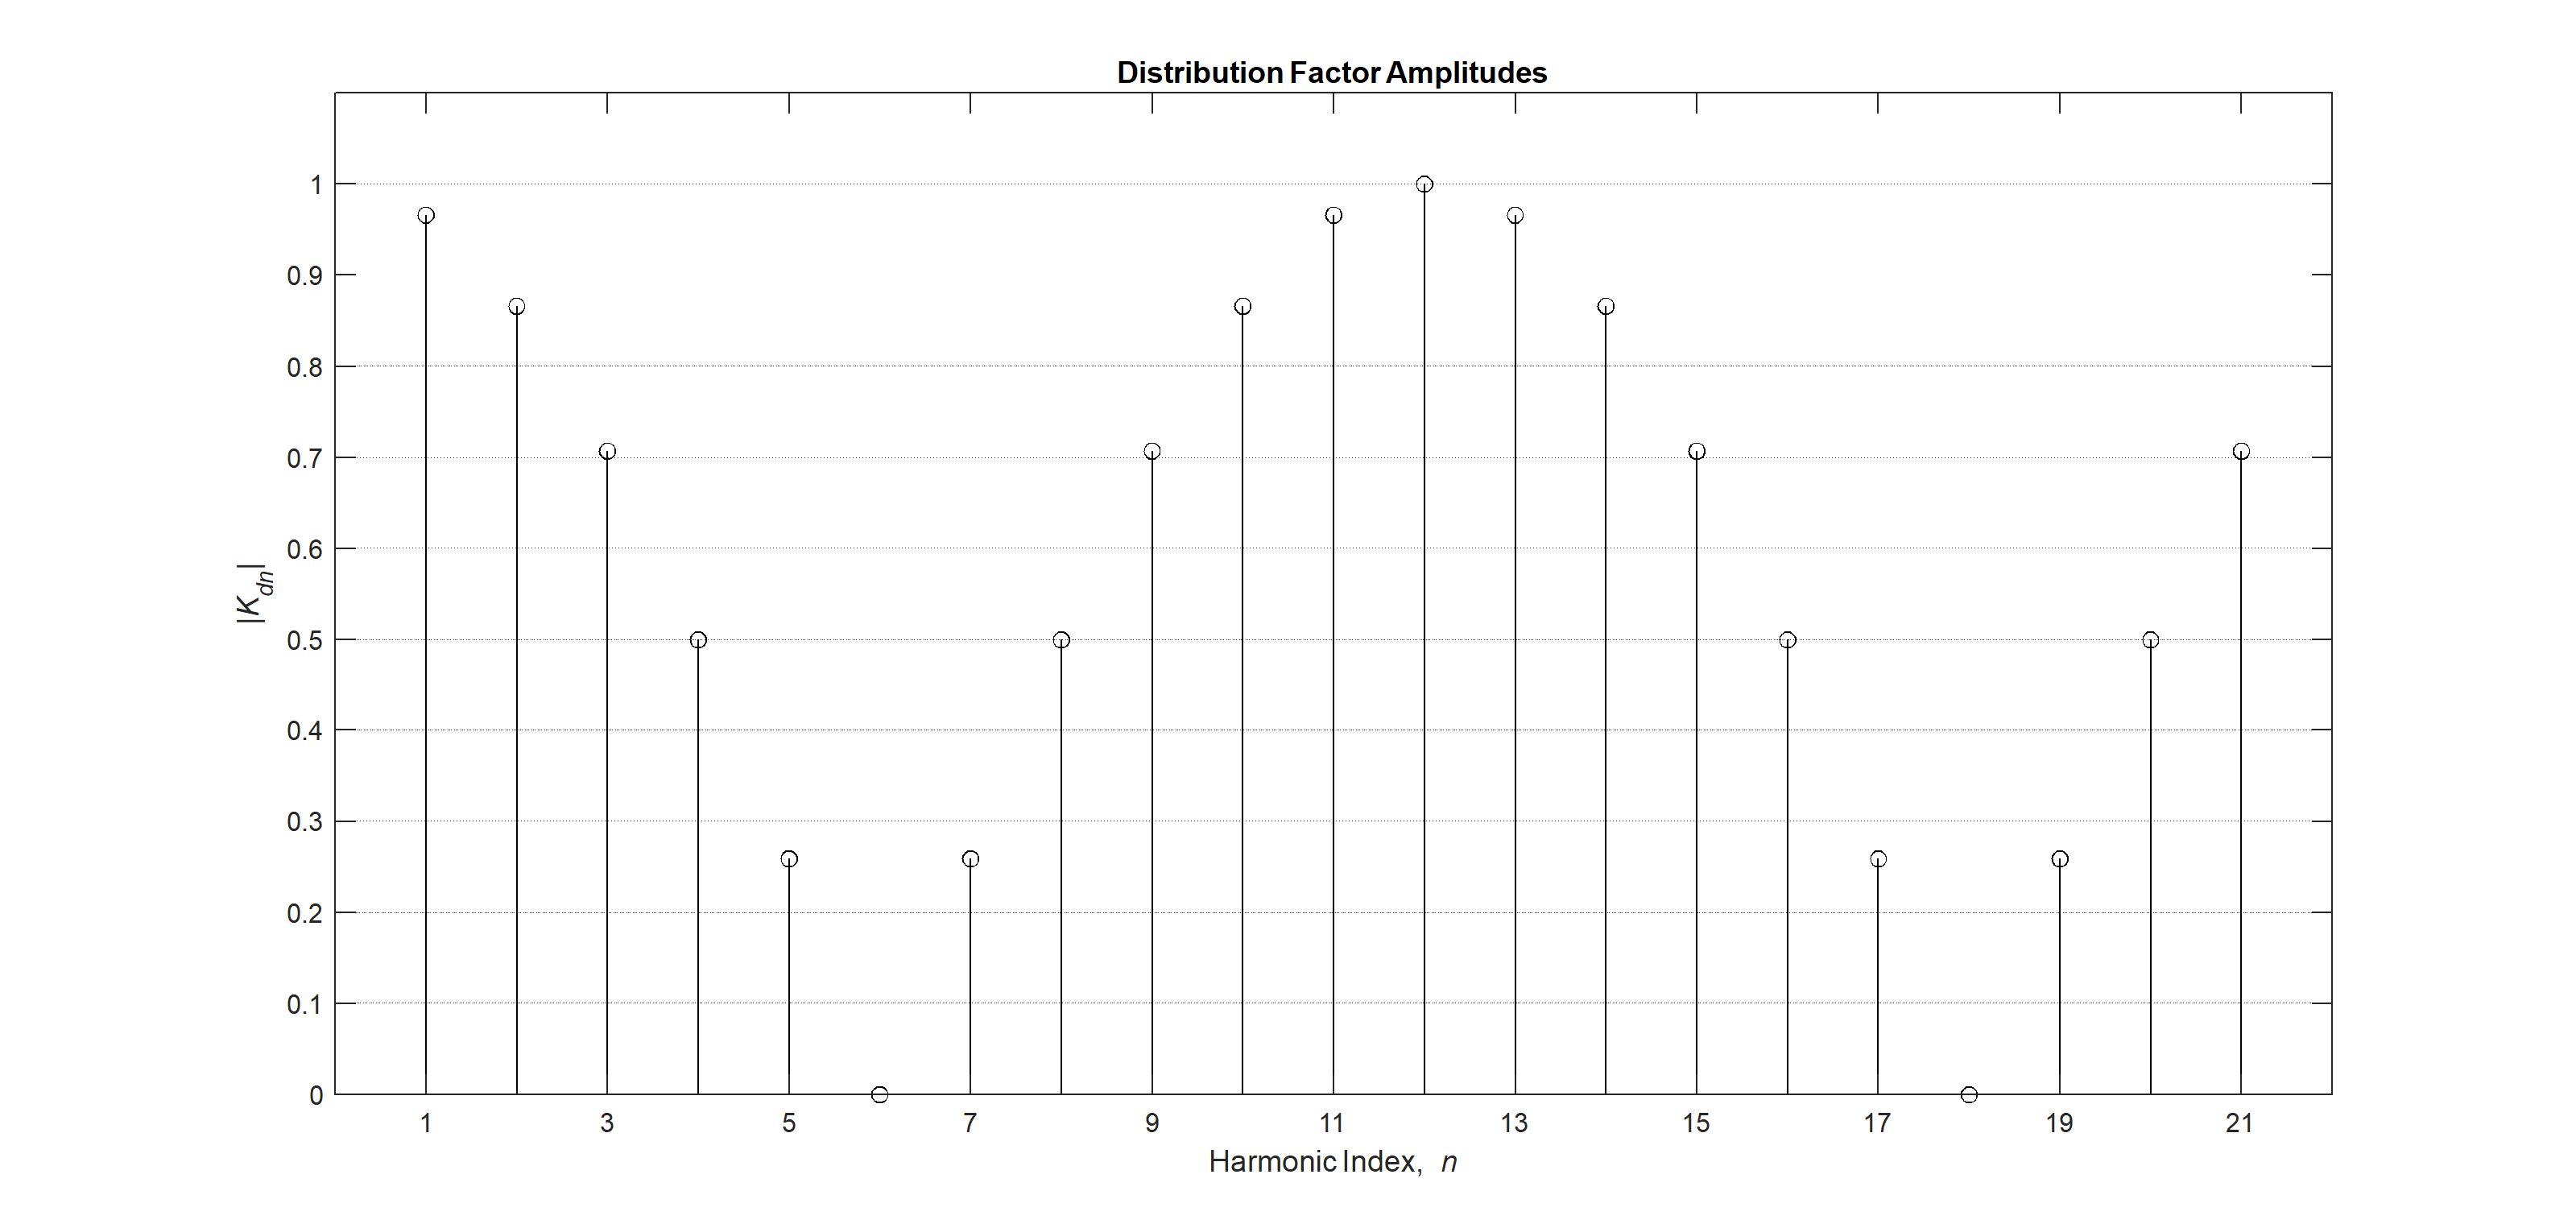 Distribution Factor Amplitudes
1
0.9
0.8
0.7
0.6
0.5
0.4
0.3
0.2
0.1
0
|K_dn|
1 3 5 7 9 11 13 15 17 19 21
Harmonic Index, n